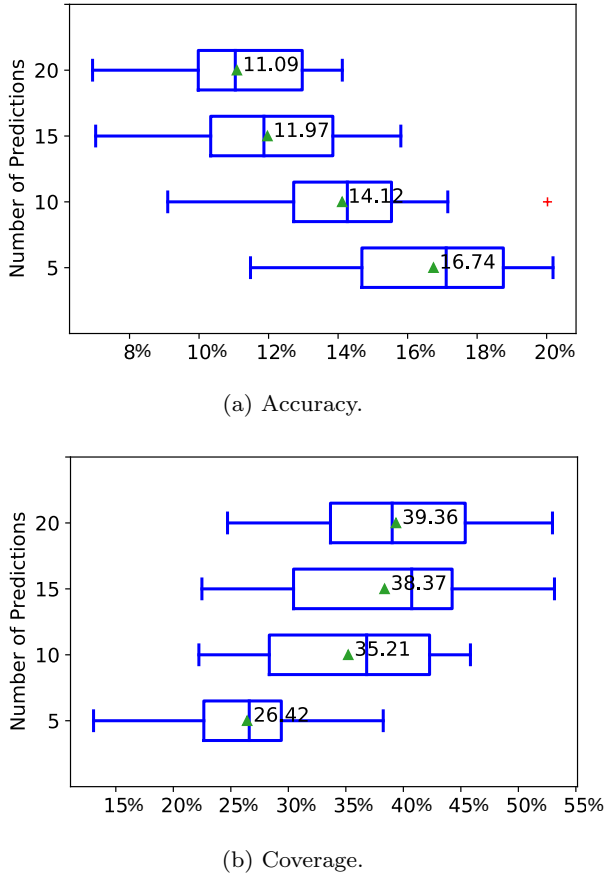 Number of Predictions
20
11.09
15
11.97
10
14.12
5
16.74
8% 10% 12% 14% 16% 18% 20%
(a) Accuracy.
Number of Predictions
20
39.36
15
38.37
10
35.21
5
26.42
15% 20% 25% 30% 35% 40% 45% 50% 55%
(b) Coverage.